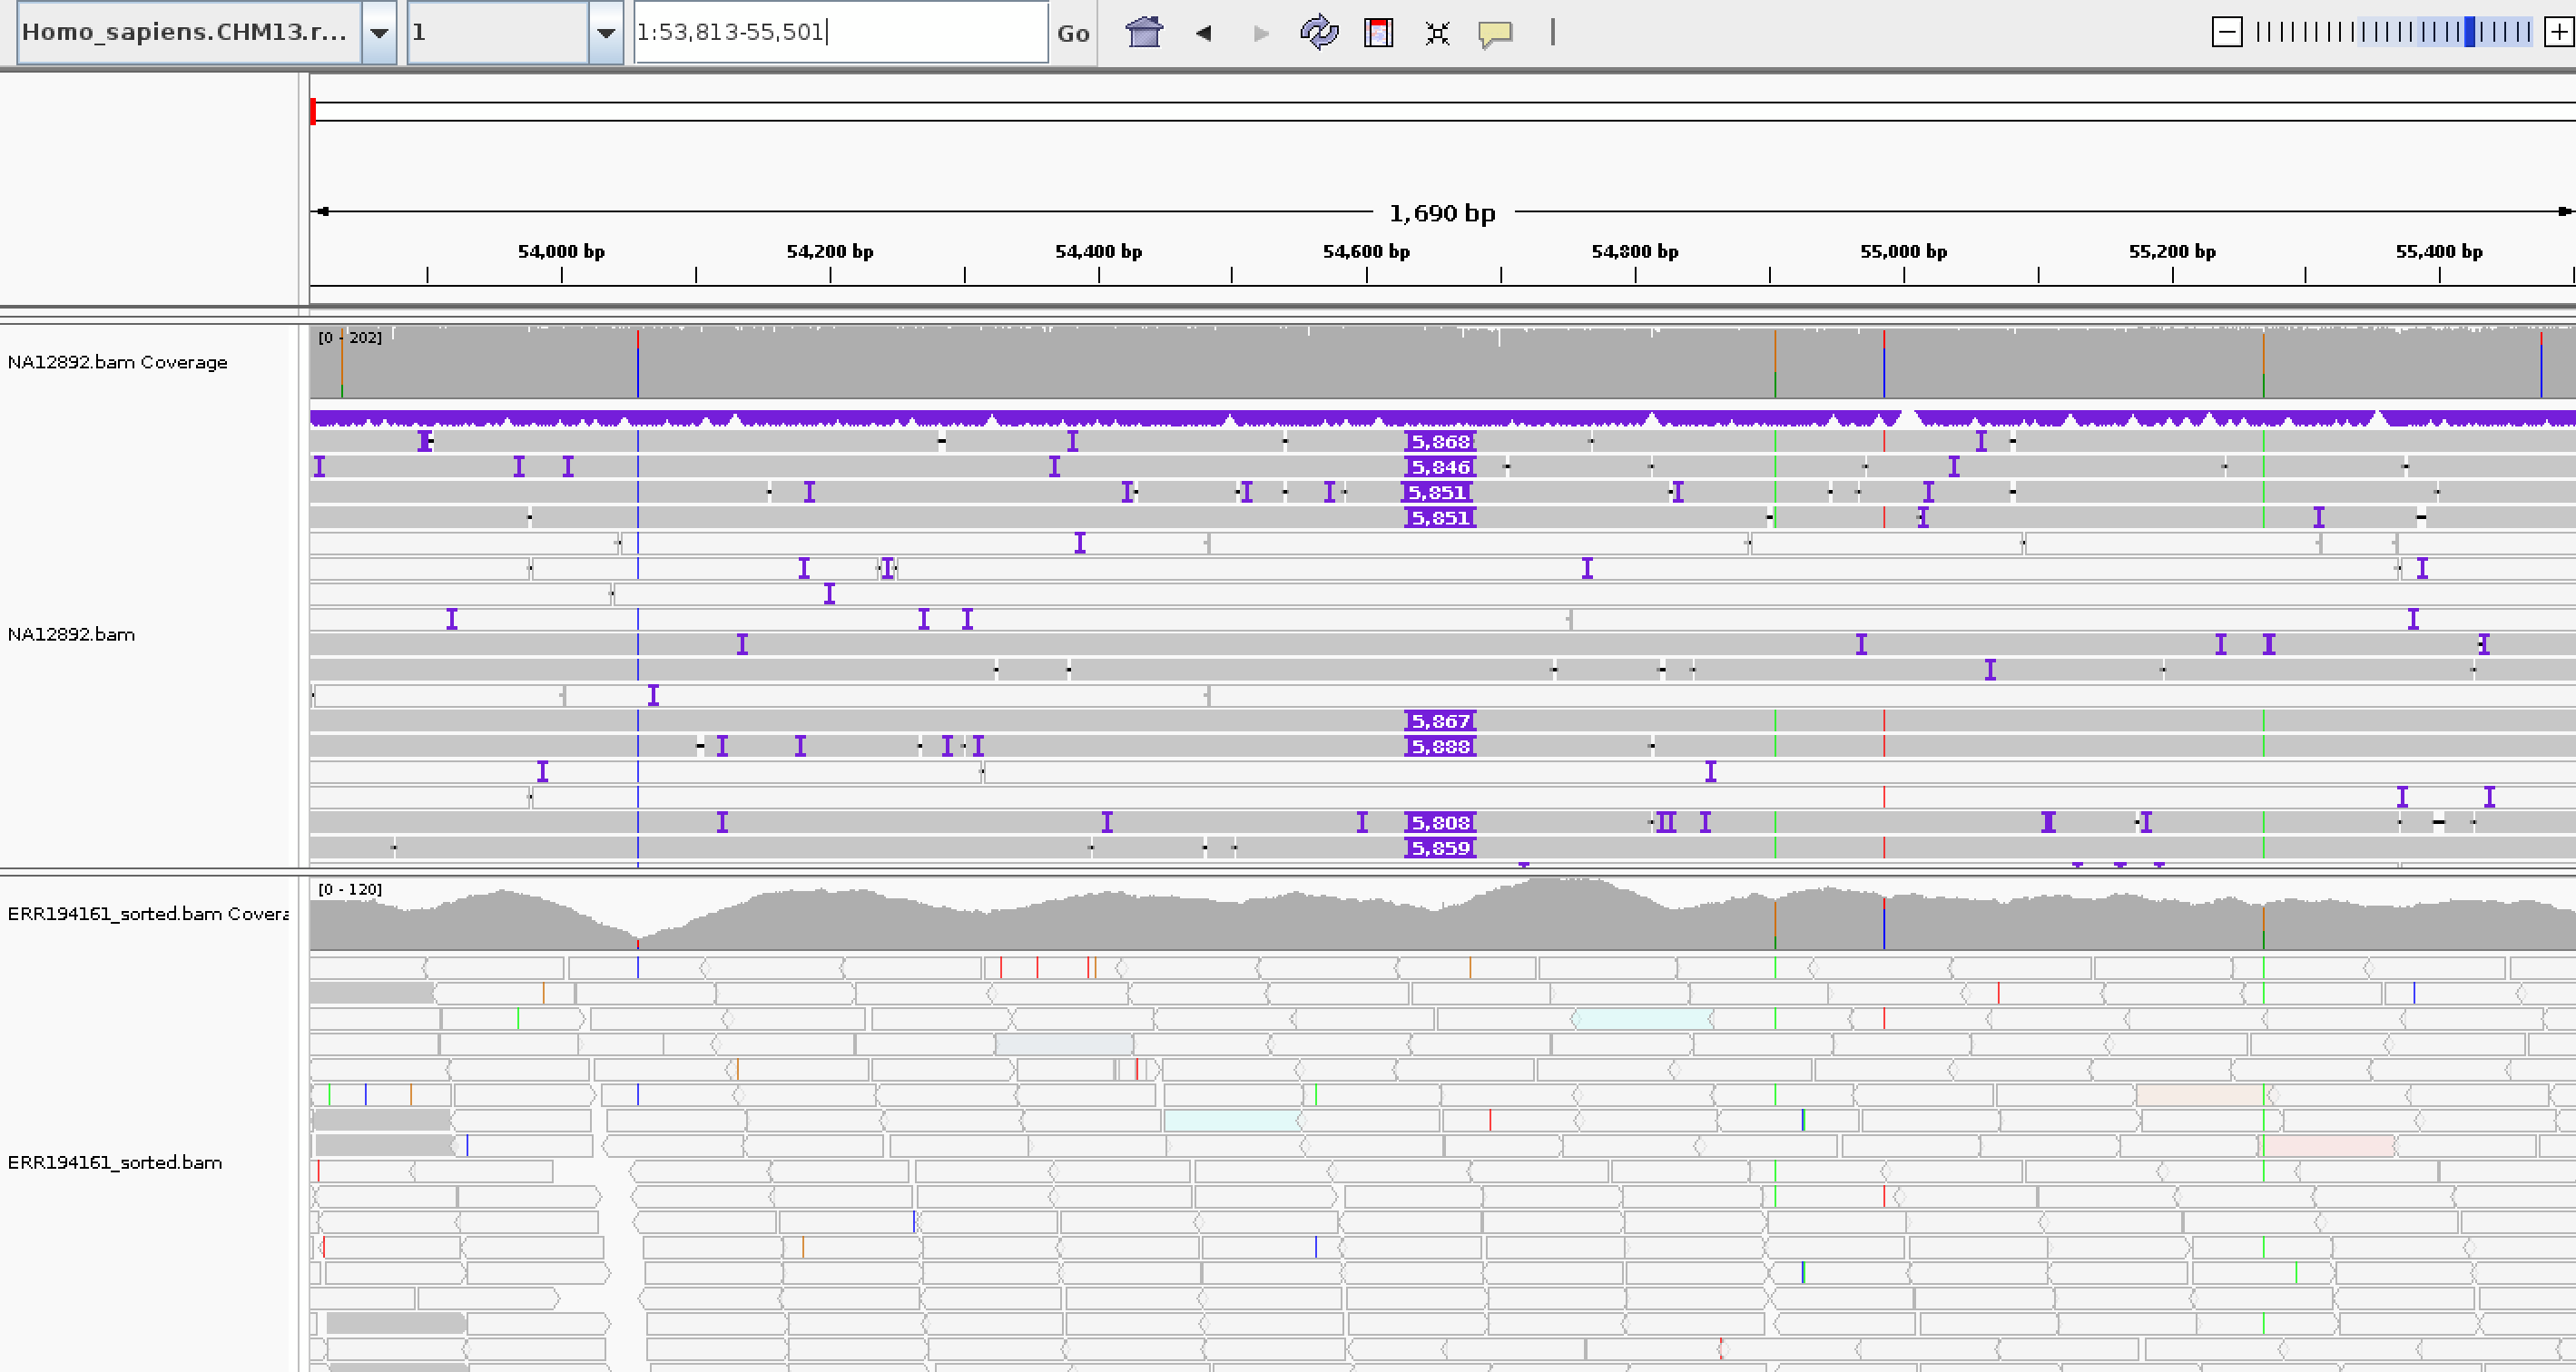 Homo_sapiens.CHM13.r... 1 1:53,813-55,501 Go
1,690 bp
54,000 bp 54,200 bp 54,400 bp 54,600 bp 54,800 bp 55,000 bp 55,200 bp 55,400 bp
[0 - 202]
NA12892.bam Coverage
5,868
5,846
5,851
5,851
NA12892.bam
5,867
5,888
5,808
5,859
[0 - 120]
ERR194161_sorted.bam Covera
ERR194161_sorted.bam